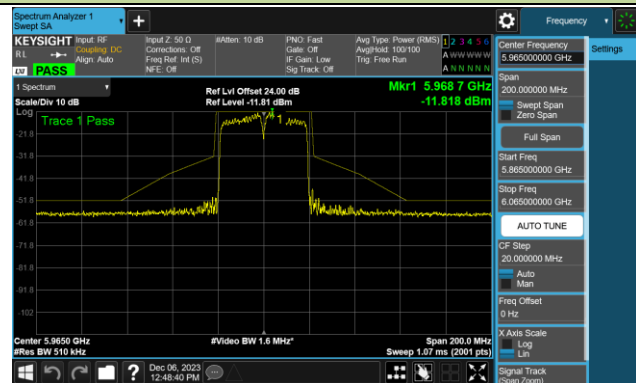 Spectrum Analyzer 1
Swept SA
Frequency
KEYSIGHT
RL
LXI
PASS
Input: RF
Coupling: DC
Align: Auto
Input Z: 50 Ω
Corrections: Off
Freq Ref: Int (S)
NFE: Off
#Atten: 10 dB
PNO: Fast
Gate: Off
IF Gain: Low
Sig Track: Off
Avg Type: Power (RMS)
Avg|Hold: 100/100
Trig: Free Run
1 2 3 4 5 6
A W W W W W
A N N N N N
Center Frequency
5.965000000 GHz
Settings
Span
200.000000 MHz
Swept Span
Zero Span
Full Span
Start Freq
5.865000000 GHz
Stop Freq
6.065000000 GHz
AUTO TUNE
CF Step
20.000000 MHz
Auto
Man
Freq Offset
0 Hz
X Axis Scale
Log
Lin
Signal Track
(Span Zoom)
1 Spectrum
Scale/Div 10 dB
Ref Lvl Offset 24.00 dB
Ref Level -11.81 dBm
Mkr1 5.968 7 GHz
-11.818 dBm
Log
Trace 1 Pass
1
-21.8
-31.8
-41.8
-51.8
-61.8
-71.8
-81.8
-91.8
-102
Center 5.9650 GHz
#Res BW 510 kHz
#Video BW 1.6 MHz*
Span 200.0 MHz
Sweep 1.07 ms (2001 pts)
Dec 06, 2023
12:48:40 PM